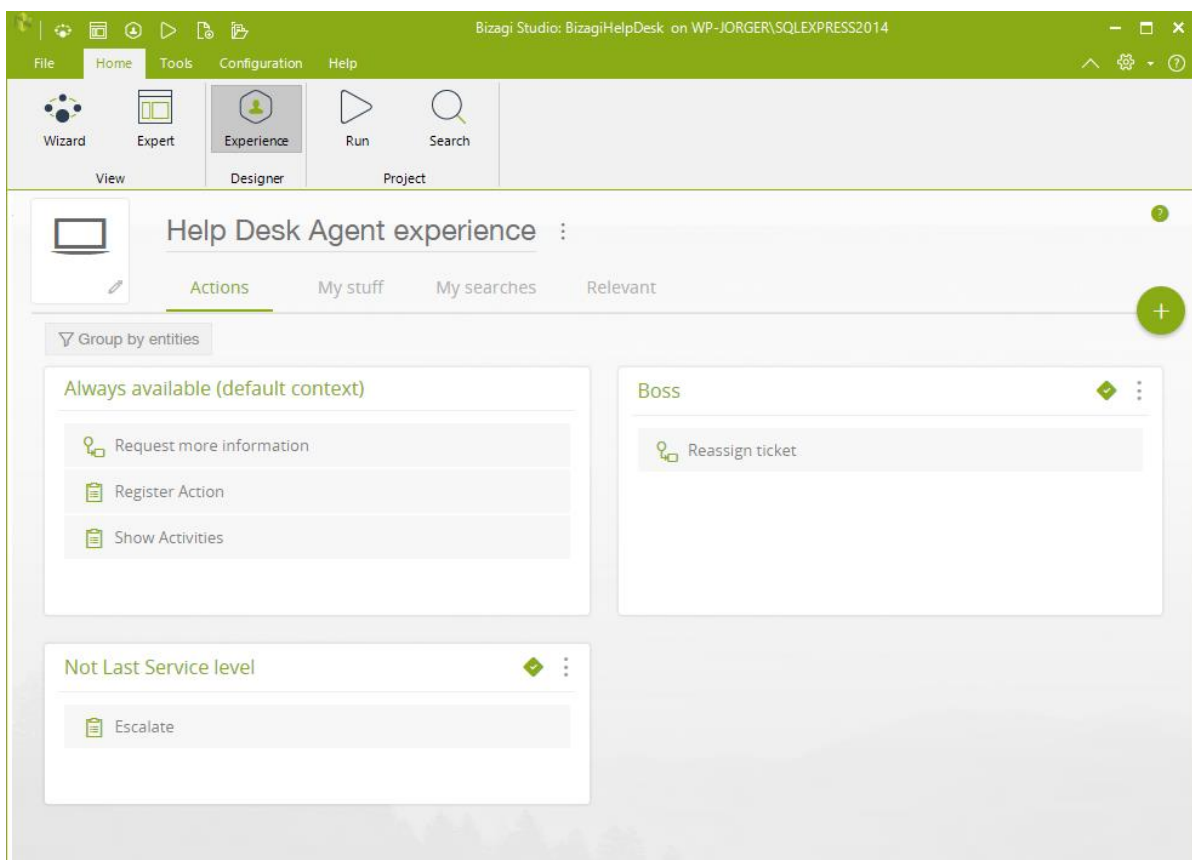 Bizagi Studio: BizagiHelpDesk on WP-JORGER\SQLEXPRESS2014
File Home Tools Configuration Help
Wizard Expert Experience Run Search
View Designer Project
Help Desk Agent experience
Actions My stuff My searches Relevant
Group by entities
Always available (default context)
Request more information
Register Action
Show Activities
Boss
Reassign ticket
Not Last Service level
Escalate